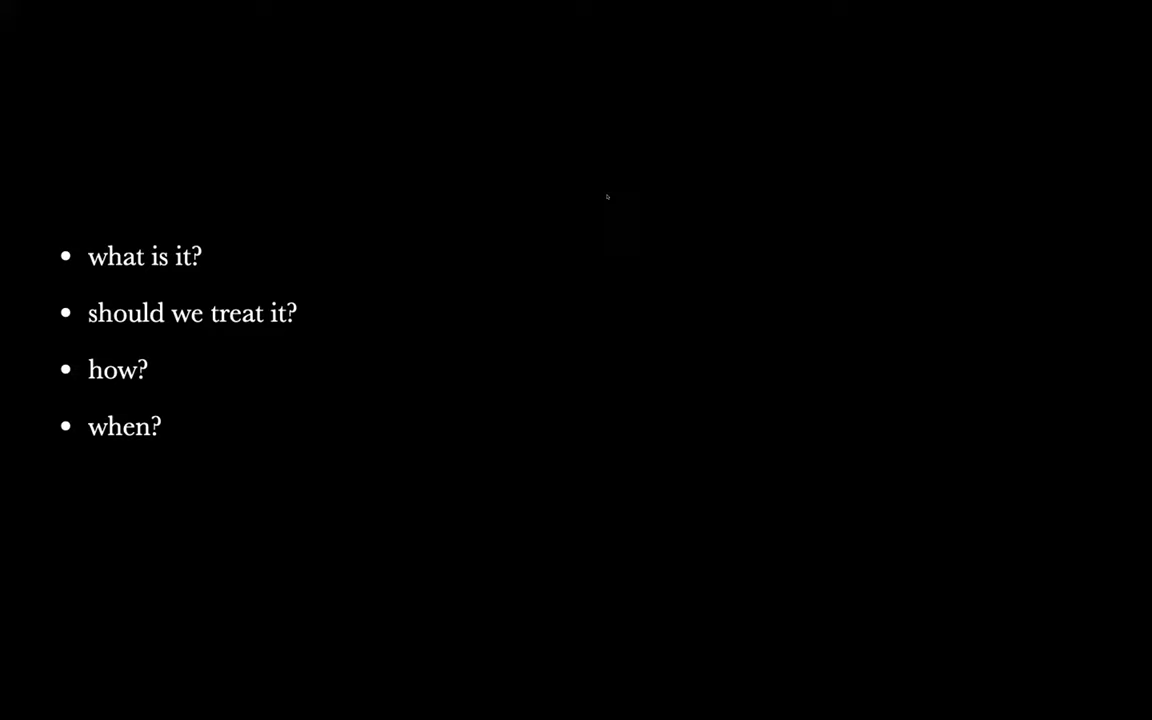 • what is it?
• should we treat it?
• how?
• when?